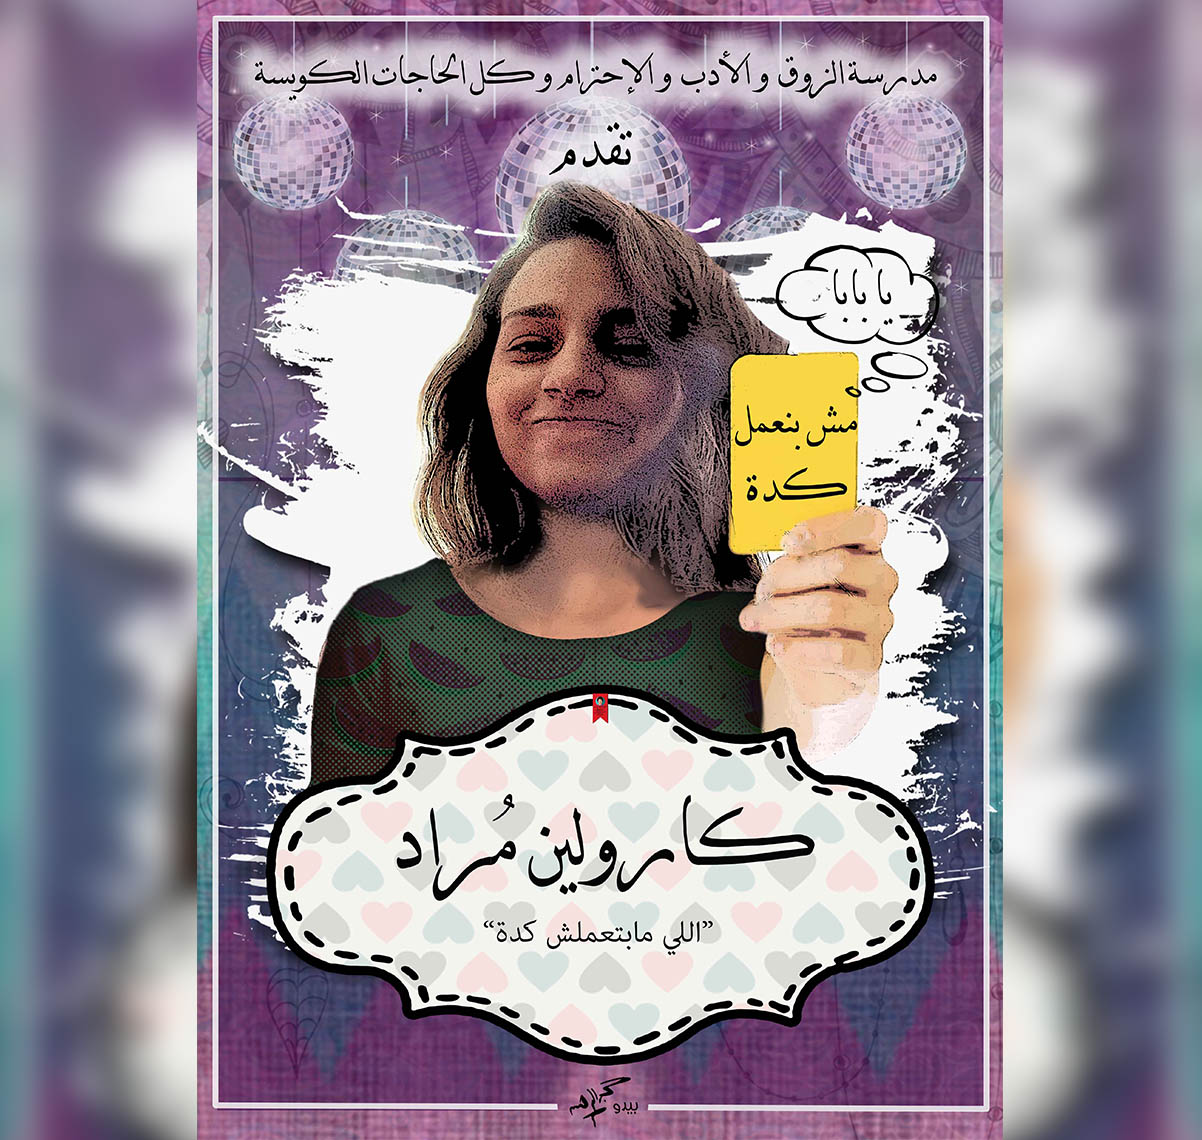 مدرسة الزوق و الأدب و الإحترام و كل الحاجات الكويسة
تقدم
يا بابا
مش بنعمل
كدة
كارولين مُراد
”اللي مابتعملش كدة“
بيدو